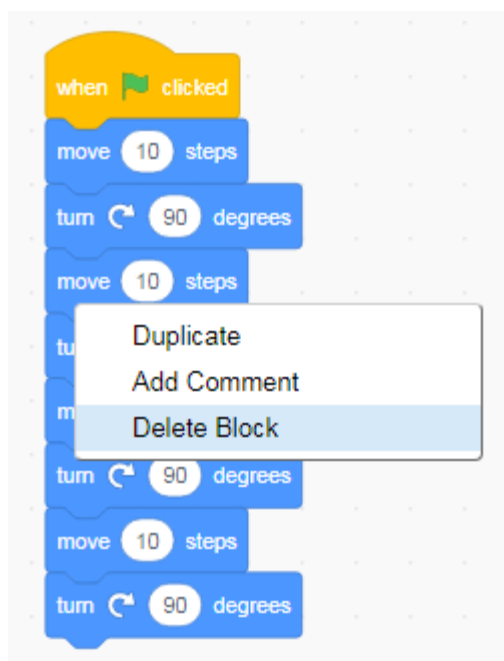 when clicked
move 10 steps
turn 90 degrees
move 10 steps
tu
Duplicate
Add Comment
m
Delete Block
turn 90 degrees
move 10 steps
turn 90 degrees